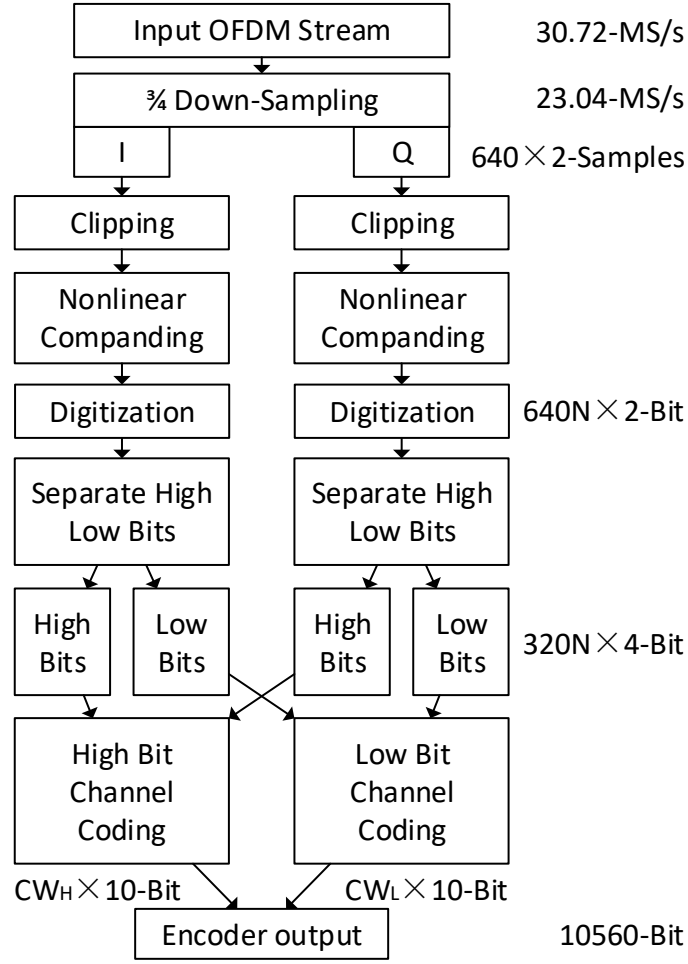 Input OFDM Stream
30.72-MS/s
¾ Down-Sampling
23.04-MS/s
I
Q
640×2-Samples
Clipping
Clipping
Nonlinear
Companding
Nonlinear
Companding
Digitization
Digitization
640N×2-Bit
Separate High
Low Bits
Separate High
Low Bits
High
Bits
Low
Bits
High
Bits
Low
Bits
320N×4-Bit
High Bit
Channel
Coding
Low Bit
Channel
Coding
CWH×10-Bit
CWL×10-Bit
Encoder output
10560-Bit